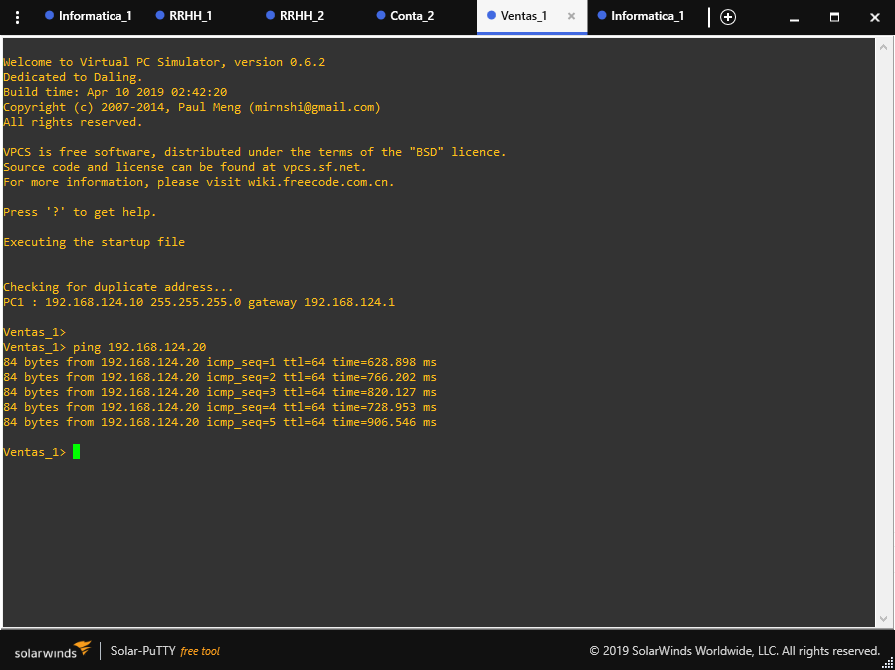 Informatica_1 RRHH_1 RRHH_2 Conta_2 Ventas_1 Informatica_1
Welcome to Virtual PC Simulator, version 0.6.2
Dedicated to Daling.
Build time: Apr 10 2019 02:42:20
Copyright (c) 2007-2014, Paul Meng (mirnshi@gmail.com)
All rights reserved.
VPCS is free software, distributed under the terms of the "BSD" licence.
Source code and license can be found at vpcs.sf.net.
For more information, please visit wiki.freecode.com.cn.
Press '?' to get help.
Executing the startup file
Checking for duplicate address...
PC1 : 192.168.124.10 255.255.255.0 gateway 192.168.124.1
Ventas_1>
Ventas_1> ping 192.168.124.20
84 bytes from 192.168.124.20 icmp_seq=1 ttl=64 time=628.898 ms
84 bytes from 192.168.124.20 icmp_seq=2 ttl=64 time=766.202 ms
84 bytes from 192.168.124.20 icmp_seq=3 ttl=64 time=820.127 ms
84 bytes from 192.168.124.20 icmp_seq=4 ttl=64 time=728.953 ms
84 bytes from 192.168.124.20 icmp_seq=5 ttl=64 time=906.546 ms
Ventas_1>
solarwinds Solar-PuTTY free tool © 2019 SolarWinds Worldwide, LLC. All rights reserved.